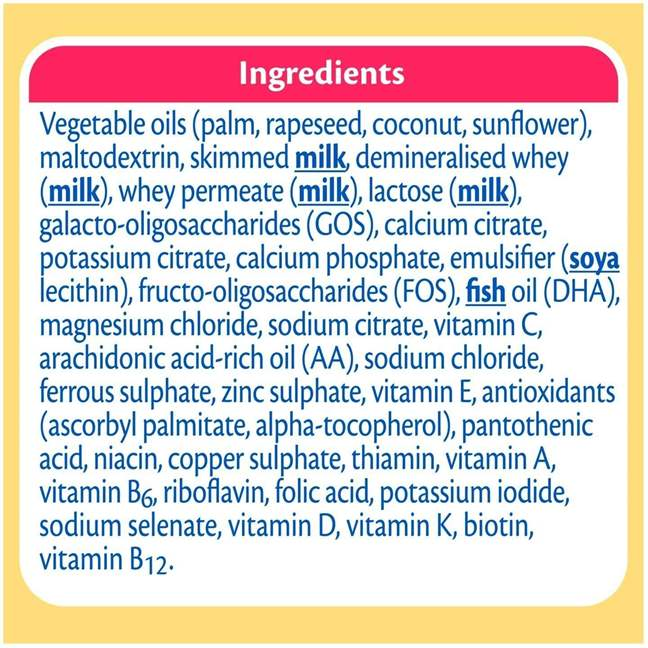 Ingredients
Vegetable oils (palm, rapeseed, coconut, sunflower),
maltodextrin, skimmed milk, demineralised whey
(milk), whey permeate (milk), lactose (milk),
galacto-oligosaccharides (GOS), calcium citrate,
potassium citrate, calcium phosphate, emulsifier (soya
lecithin), fructo-oligosaccharides (FOS), fish oil (DHA),
magnesium chloride, sodium citrate, vitamin C,
arachidonic acid-rich oil (AA), sodium chloride,
ferrous sulphate, zinc sulphate, vitamin E, antioxidants
(ascorbyl palmitate, alpha-tocopherol), pantothenic
acid, niacin, copper sulphate, thiamin, vitamin A,
vitamin B6, riboflavin, folic acid, potassium iodide,
sodium selenate, vitamin D, vitamin K, biotin,
vitamin B12.